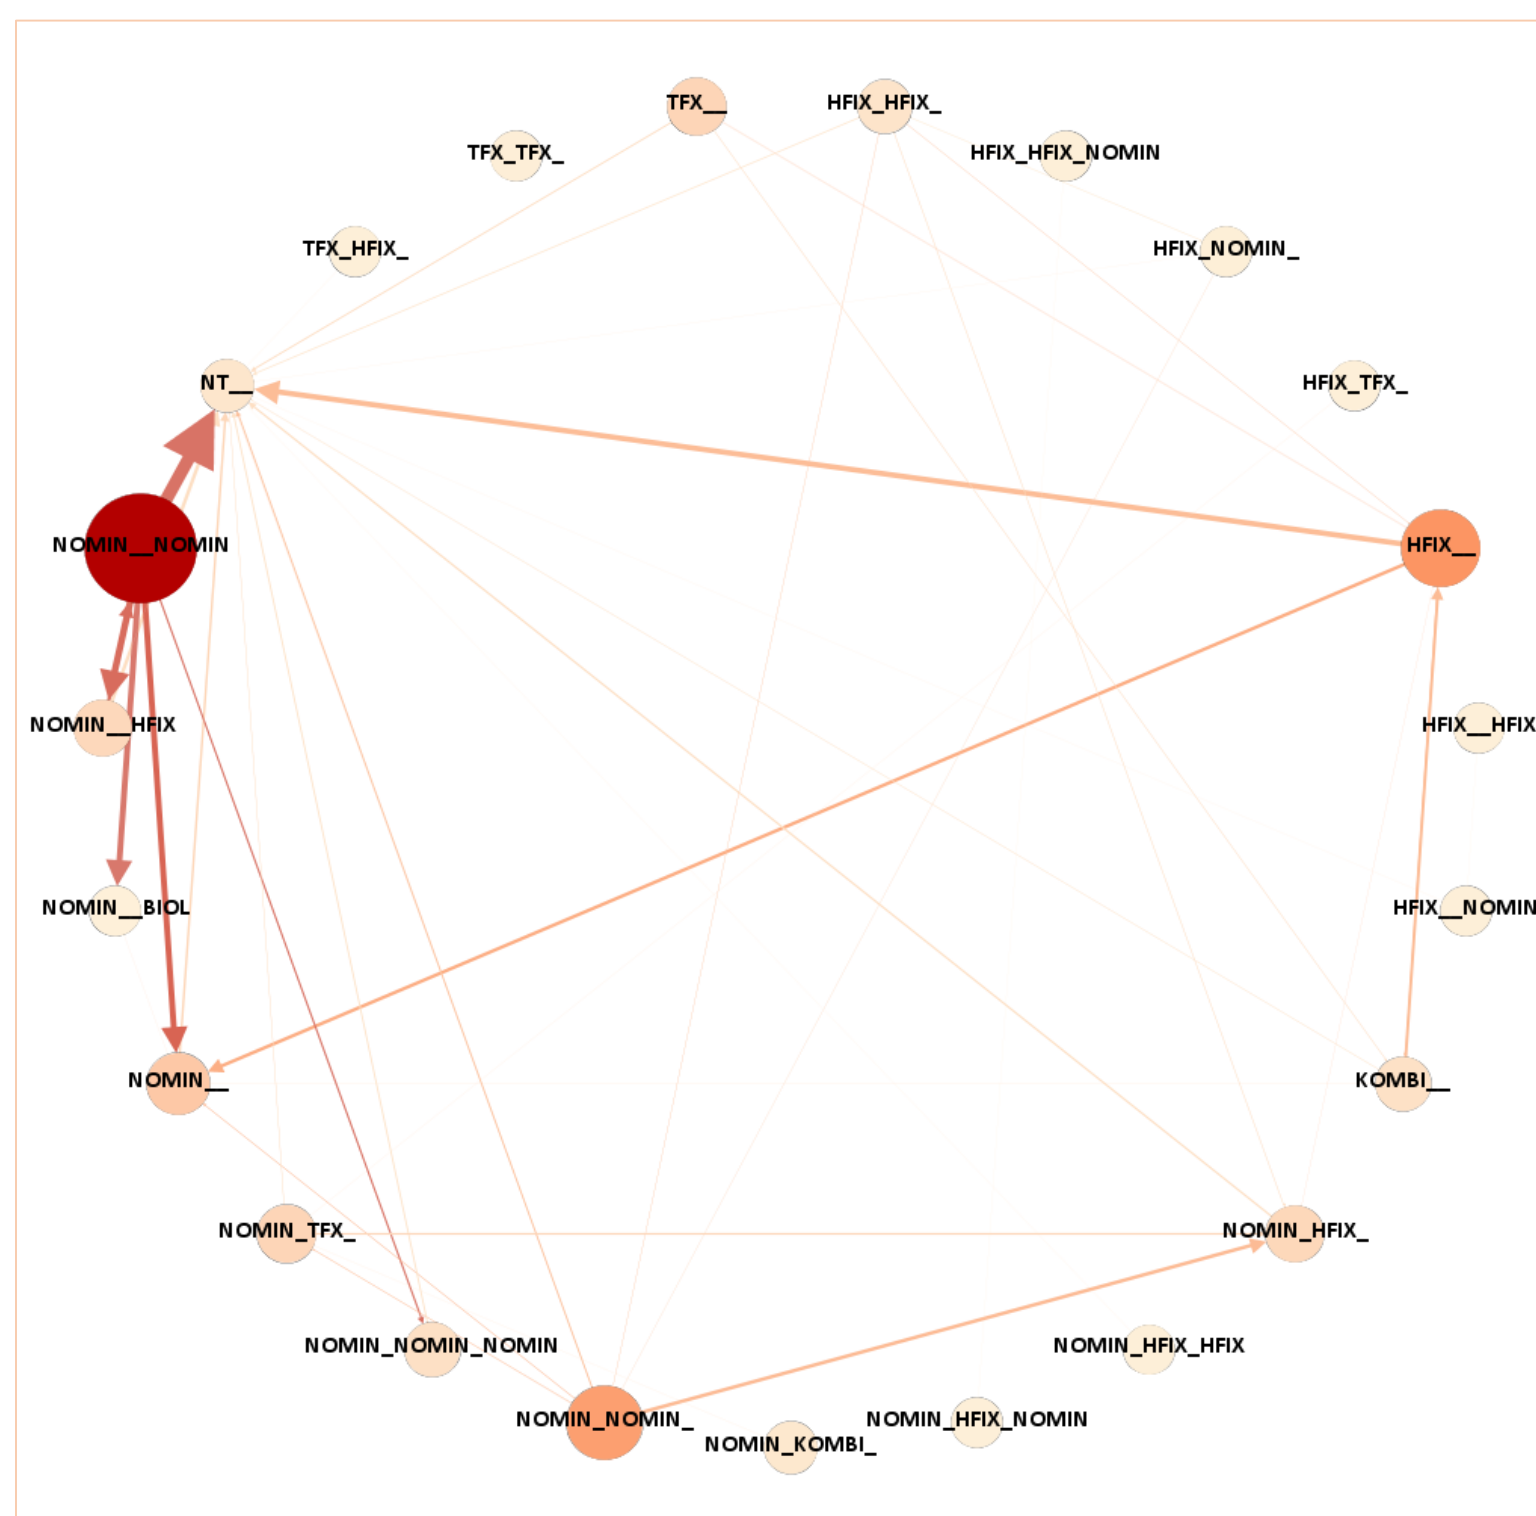 TFX__
HFIX_HFIX_
TFX_TFX_
HFIX_HFIX_NOMIN
TFX_HFIX_
HFIX_NOMIN_
NT__
HFIX_TFX_
NOMIN__NOMIN
HFIX__
NOMIN__HFIX
HFIX__HFIX
NOMIN__BIOL
HFIX__NOMIN
NOMIN__
KOMBI__
NOMIN_TFX_
NOMIN_HFIX_
NOMIN_NOMIN_NOMIN
NOMIN_HFIX_HFIX
NOMIN_NOMIN_
NOMIN_HFIX_NOMIN
NOMIN_KOMBI_